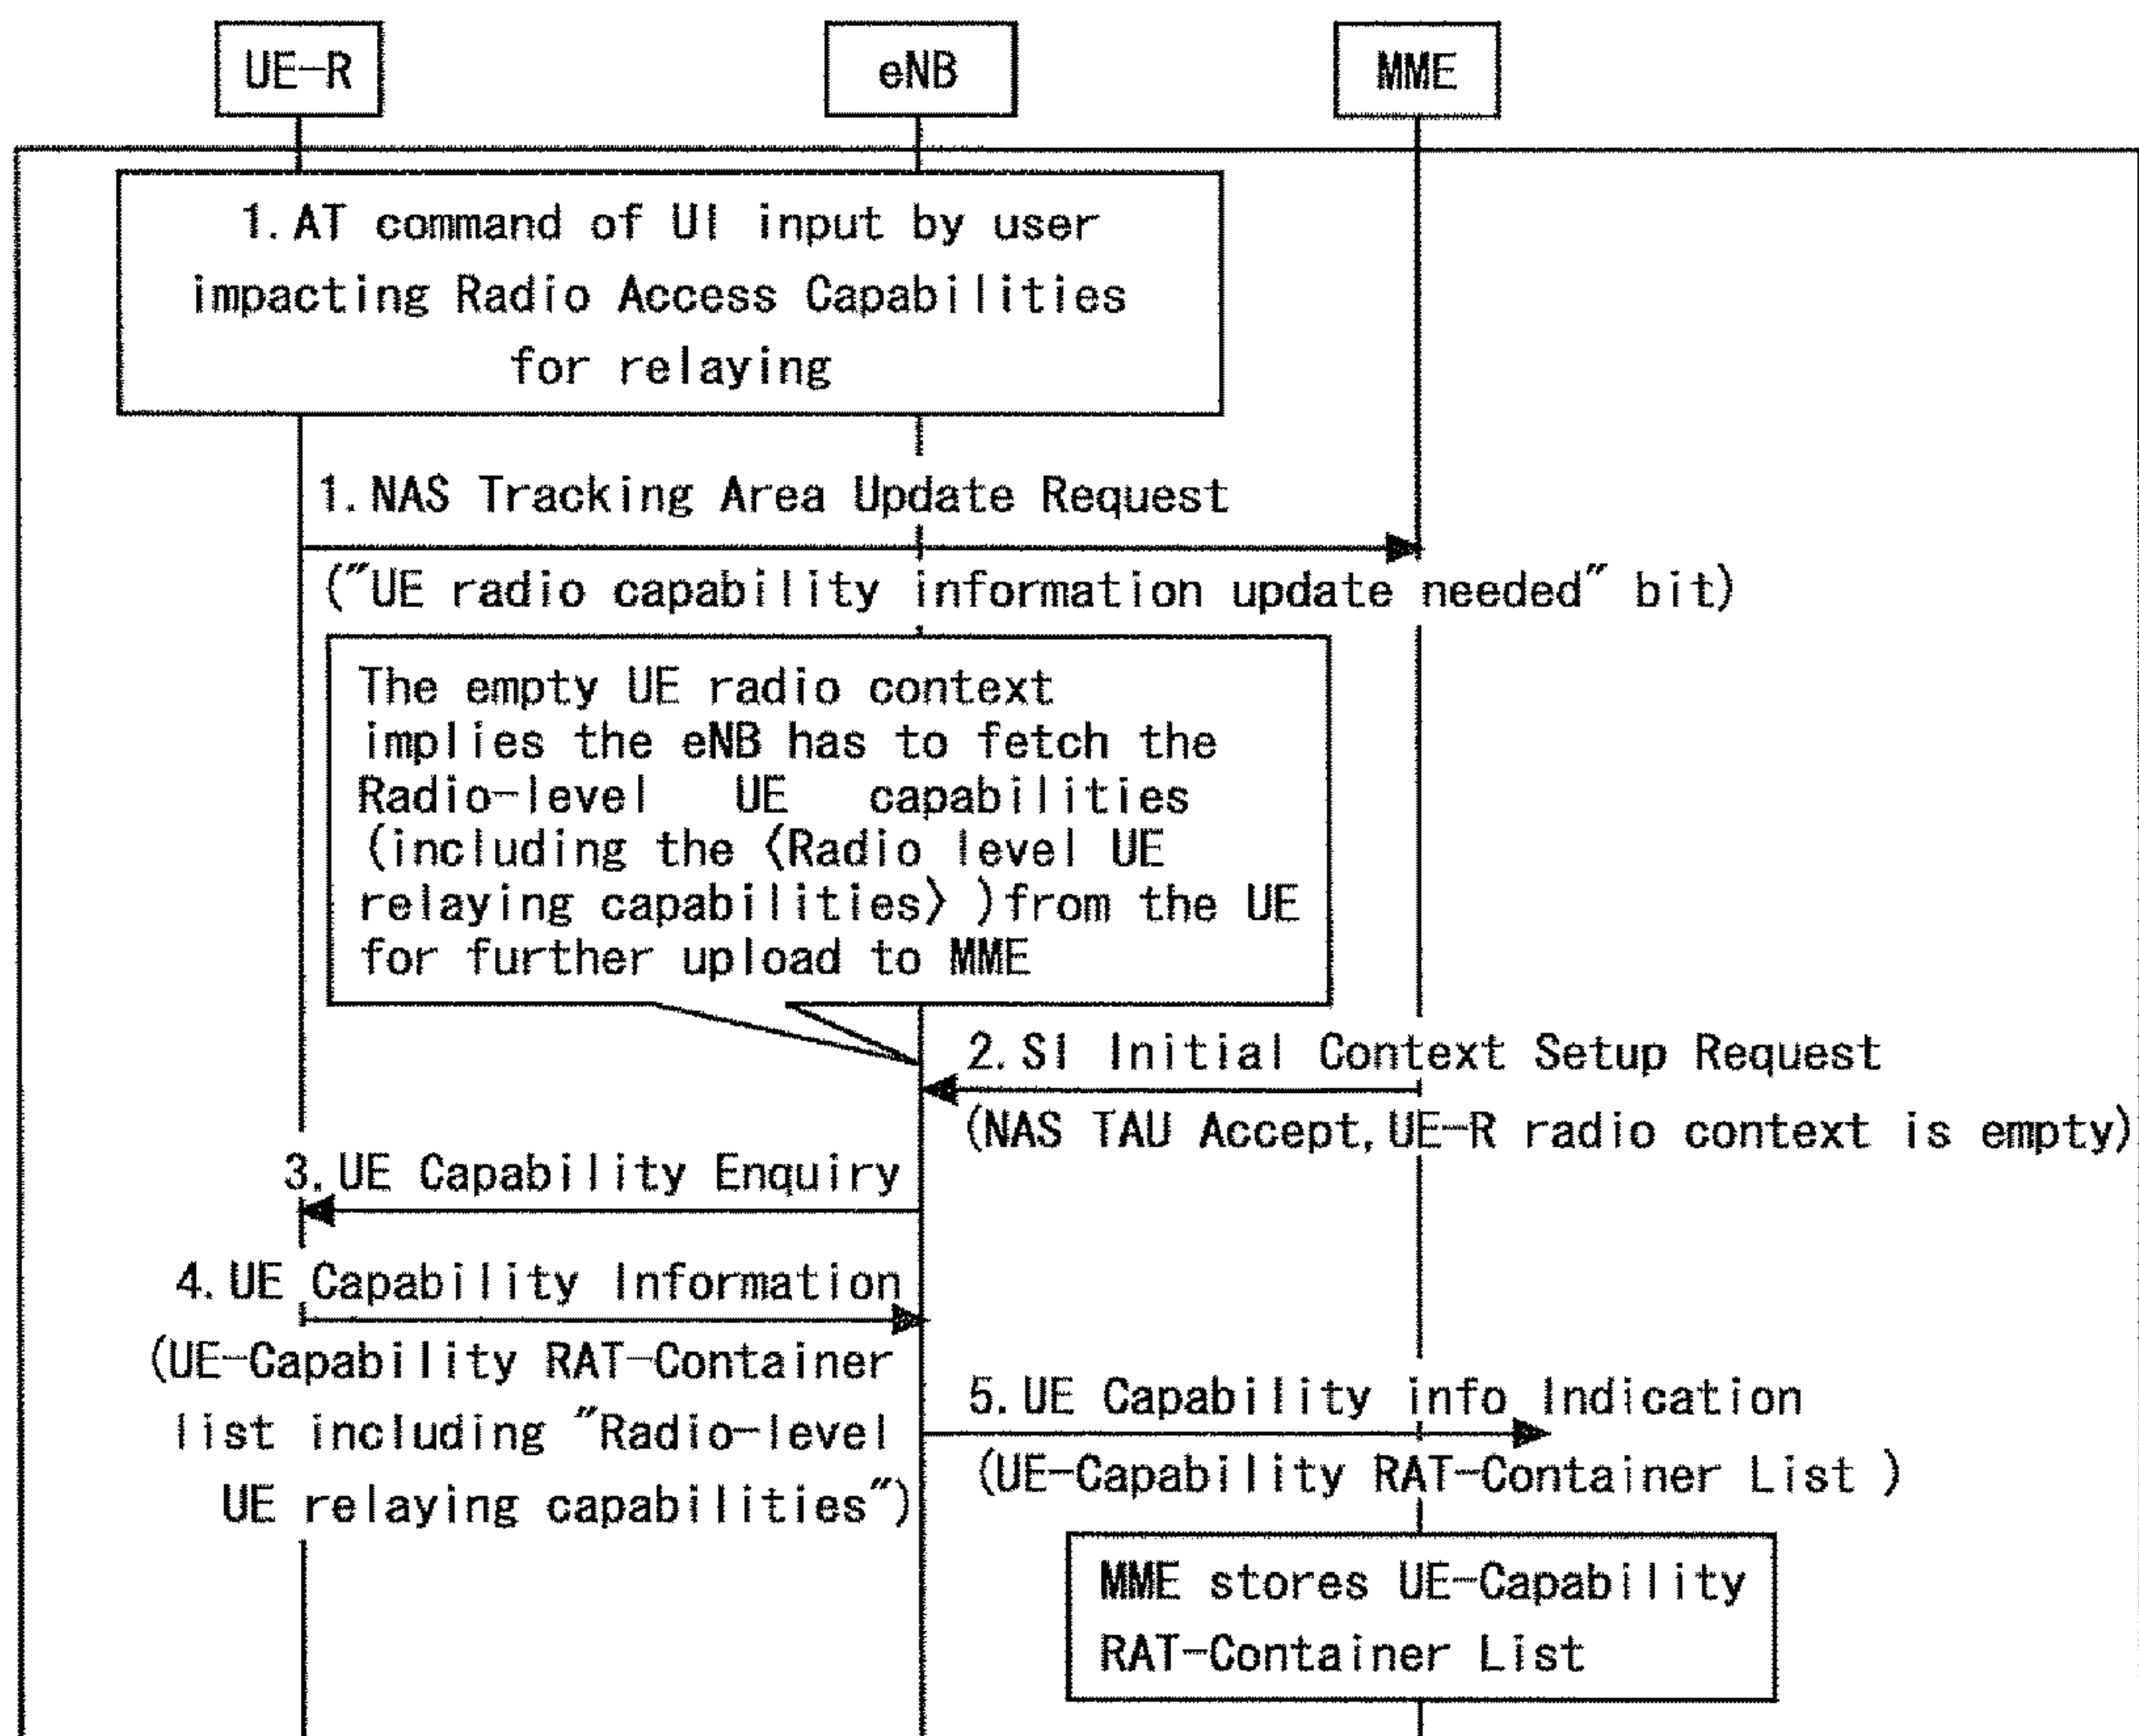 UE-R
eNB
MME
1. AT command of UI input by user
impacting Radio Access Capabilities
for relaying
1. NAS Tracking Area Update Request
("UE radio capability information update needed" bit)
The empty UE radio context
implies the eNB has to fetch the
Radio-level UE capabilities
(including the <Radio level UE
relaying capabilities> )from the UE
for further upload to MME
2. S1 Initial Context Setup Request
(NAS TAU Accept, UE-R radio context is empty)
3. UE Capability Enquiry
4. UE Capability Information
(UE-Capability RAT-Container
list including "Radio-level
UE relaying capabilities")
5. UE Capability info Indication
(UE-Capability RAT-Container List )
MME stores UE-Capability
RAT-Container List